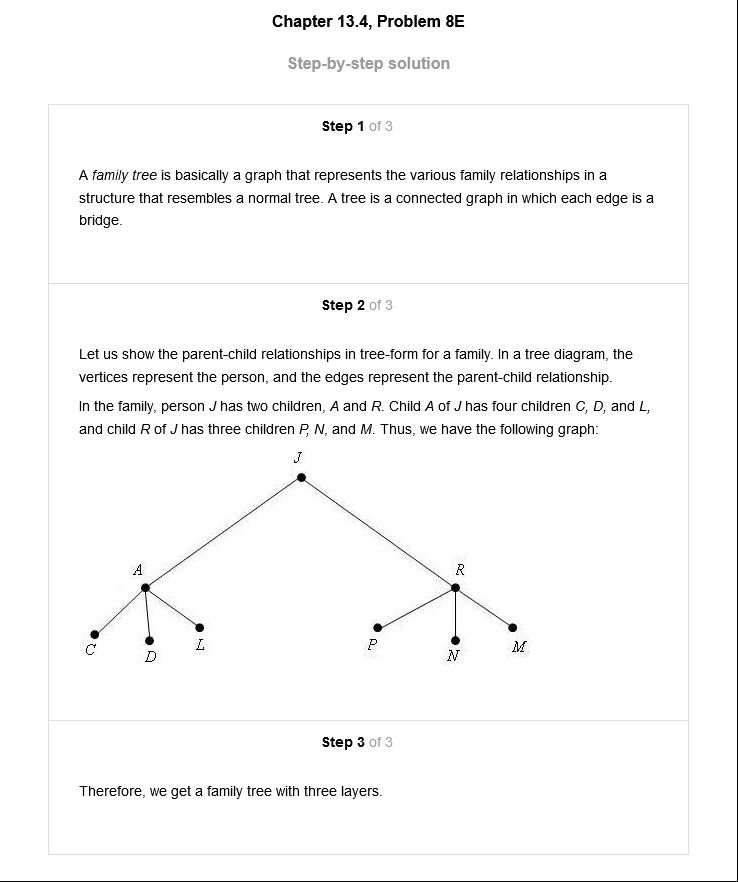 Chapter 13.4, Problem 8E
Step-by-step solution
Step 1 of 3
A family tree is basically a graph that represents the various family relationships in a
structure that resembles a normal tree. A tree is a connected graph in which each edge is a
bridge.
Step 2 of 3
Let us show the parent-child relationships in tree-form for a family. In a tree diagram, the
vertices represent the person, and the edges represent the parent-child relationship.
In the family, person J has two children, A and R. Child A of J has four children C, D, and L,
and child R of J has three children P, N, and M. Thus, we have the following graph:
J
A
R
C
D
L
P
N
M
Step 3 of 3
Therefore, we get a family tree with three layers.